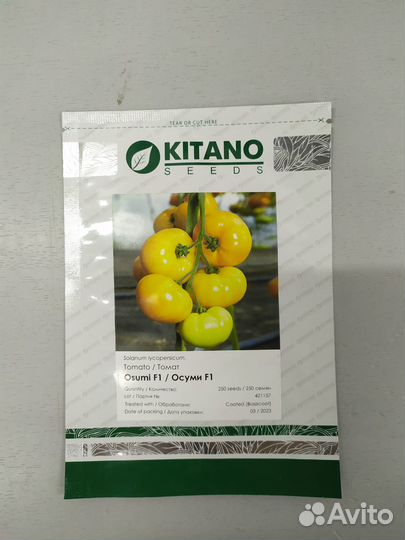 TEAR OR CUT HERE
KITANO
SEEDS
Solanum lycopersicum
Tomato / Томат
Osumi F1 / Осуми F1
Quantity / Количество: 250 seeds / 250 семян
Lot / Партия № 421157
Treated with / Обработано: Coated (Basicoat)
Date of packing / Дата упаковки: 03 / 2023
Avito